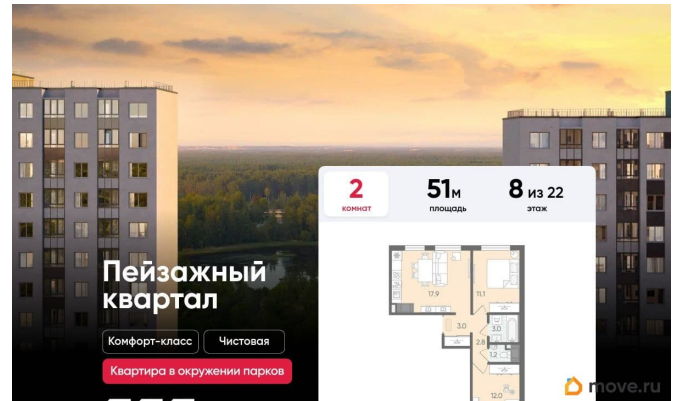 2
комнат
51м
площадь
8 из 22
этаж
Пейзажный
квартал
Комфорт-класс
Чистовая
Квартира в окружении парков
17.9
11.1
3.0
3.0
2.8
1.2
12.0
move.ru